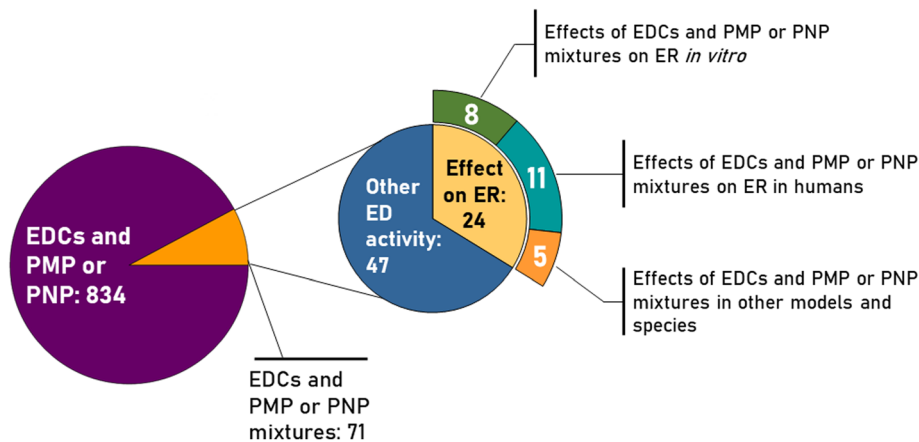 Effects of EDCs and PMP or PNP
mixtures on ER in vitro
8
Effect
on ER:
24
11
Effects of EDCs and PMP or PNP
mixtures on ER in humans
Other
ED
activity:
47
5
EDCs and
PMP or
PNP: 834
Effects of EDCs and PMP or PNP
mixtures in other models and
species
EDCs and
PMP or PNP
mixtures: 71